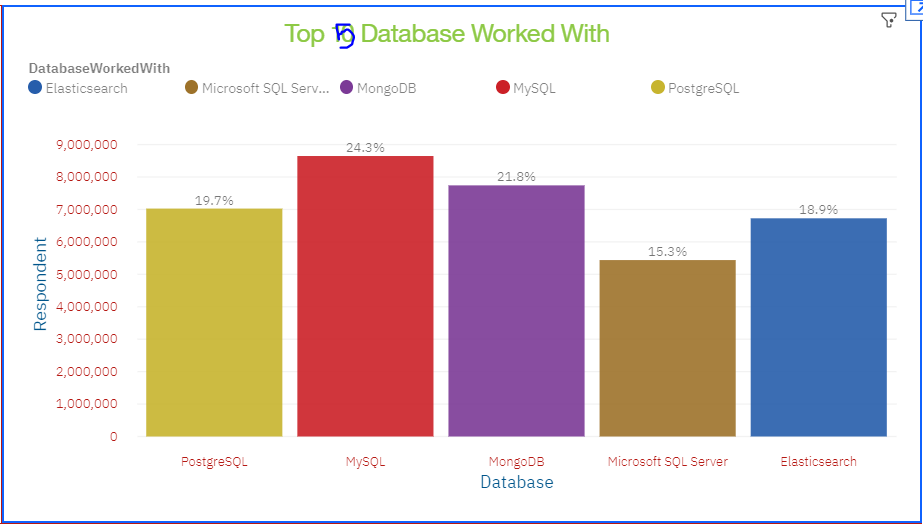 Top 5 Database Worked With
DatabaseWorkedWith
Elasticsearch Microsoft SQL Serv... MongoDB MySQL PostgreSQL
9,000,000
8,000,000
7,000,000
6,000,000
5,000,000
4,000,000
3,000,000
2,000,000
1,000,000
0
Respondent
19.7% 24.3% 21.8% 15.3% 18.9%
PostgreSQL MySQL MongoDB Microsoft SQL Server Elasticsearch
Database